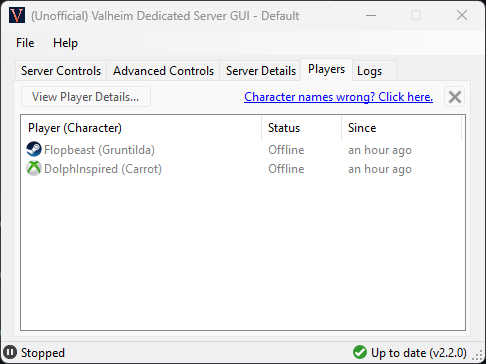 (Unofficial) Valheim Dedicated Server GUI - Default
File Help
Server Controls Advanced Controls Server Details Players Logs
View Player Details... Character names wrong? Click here.
Player (Character) Status Since
Flopbeast (Gruntilda) Offline an hour ago
DolphInspired (Carrot) Offline an hour ago
Stopped Up to date (v2.2.0)